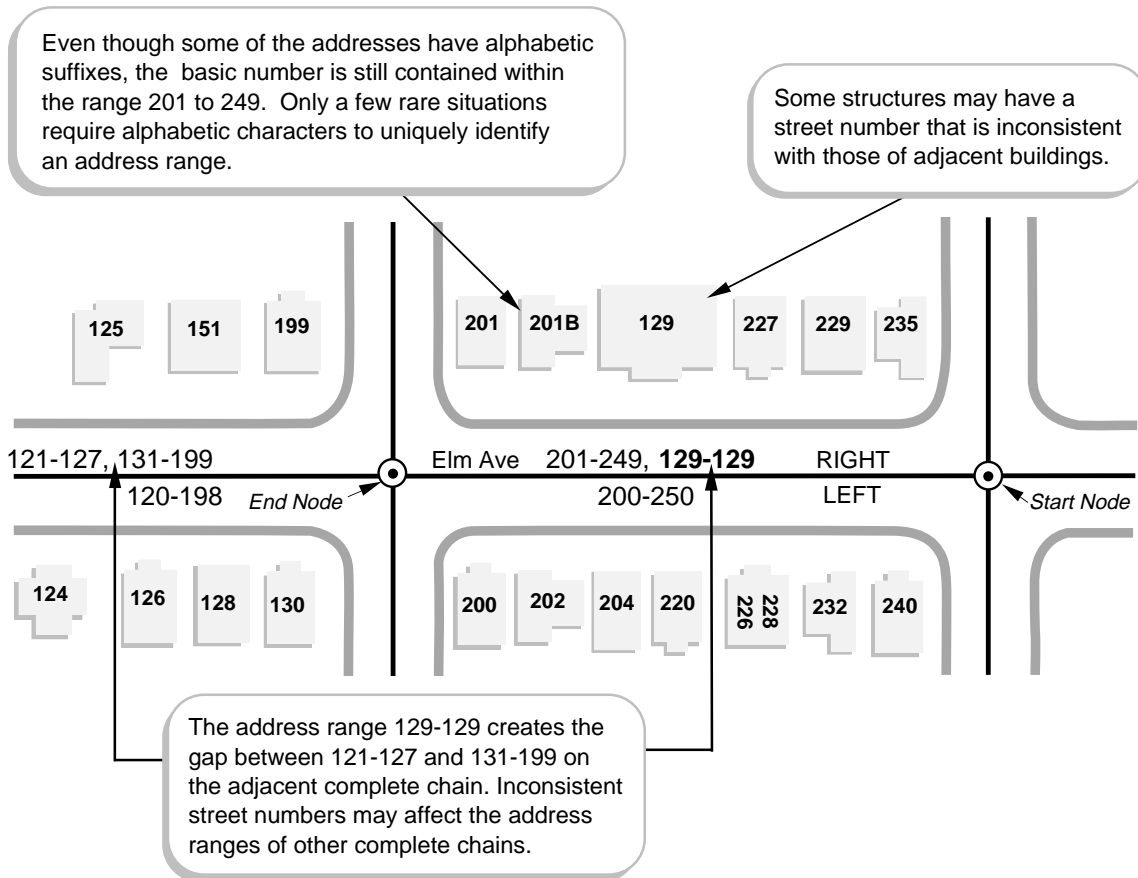 Even though some of the addresses have alphabetic
suffixes, the basic number is still contained within
the range 201 to 249. Only a few rare situations
require alphabetic characters to uniquely identify
an address range.
Some structures may have a
street number that is inconsistent
with those of adjacent buildings.
125 151 199 201 201B 129 227 229 235
121-127, 131-199 Elm Ave 201-249, 129-129 RIGHT
120-198 End Node 200-250 LEFT Start Node
124 126 128 130 200 202 204 220 226 228 232 240
The address range 129-129 creates the
gap between 121-127 and 131-199 on
the adjacent complete chain. Inconsistent
street numbers may affect the address
ranges of other complete chains.